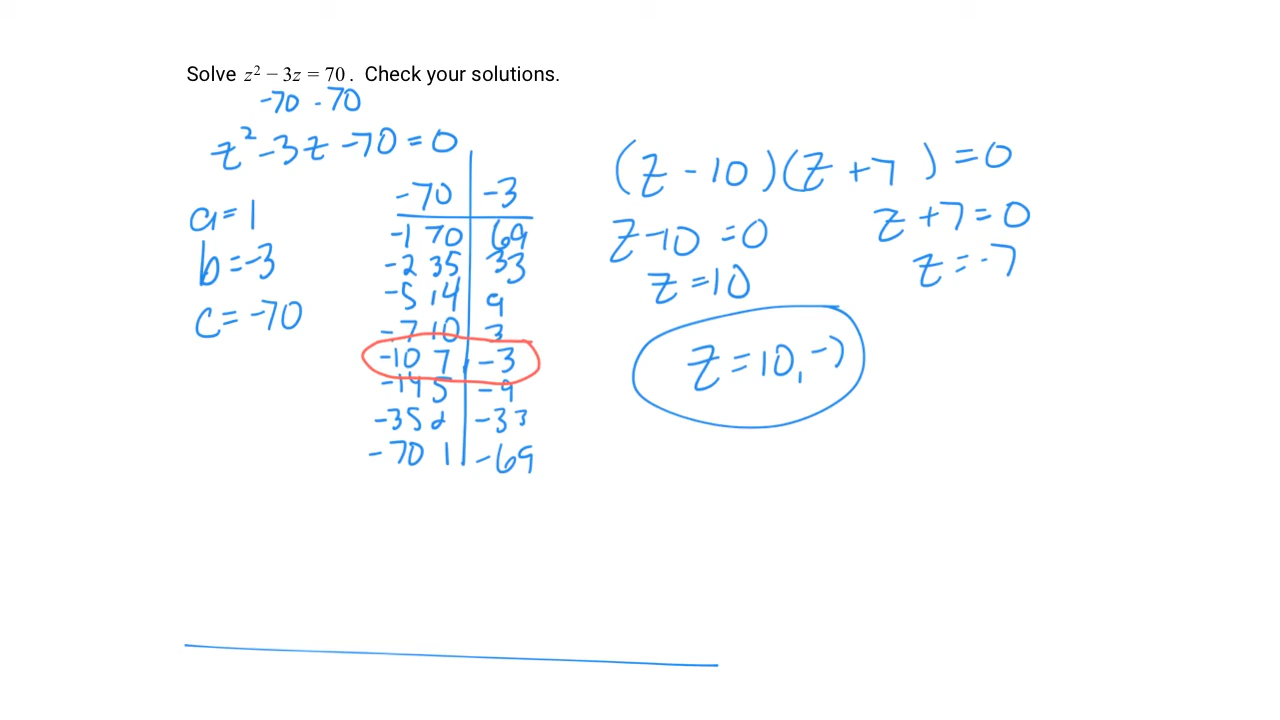 Solve z² − 3z = 70. Check your solutions.
-70 -70
z² -3z -70 = 0
a = 1
b = -3
c = -70
-70 | -3
-1 70 | 69
-2 35 | 33
-5 14 | 9
-7 10 | 3
-10 7 | -3
-14 5 | -9
-35 2 | -33
-70 1 | -69
(z - 10)(z + 7) = 0
z -10 = 0
z = 10
z + 7 = 0
z = -7
z = 10, -7